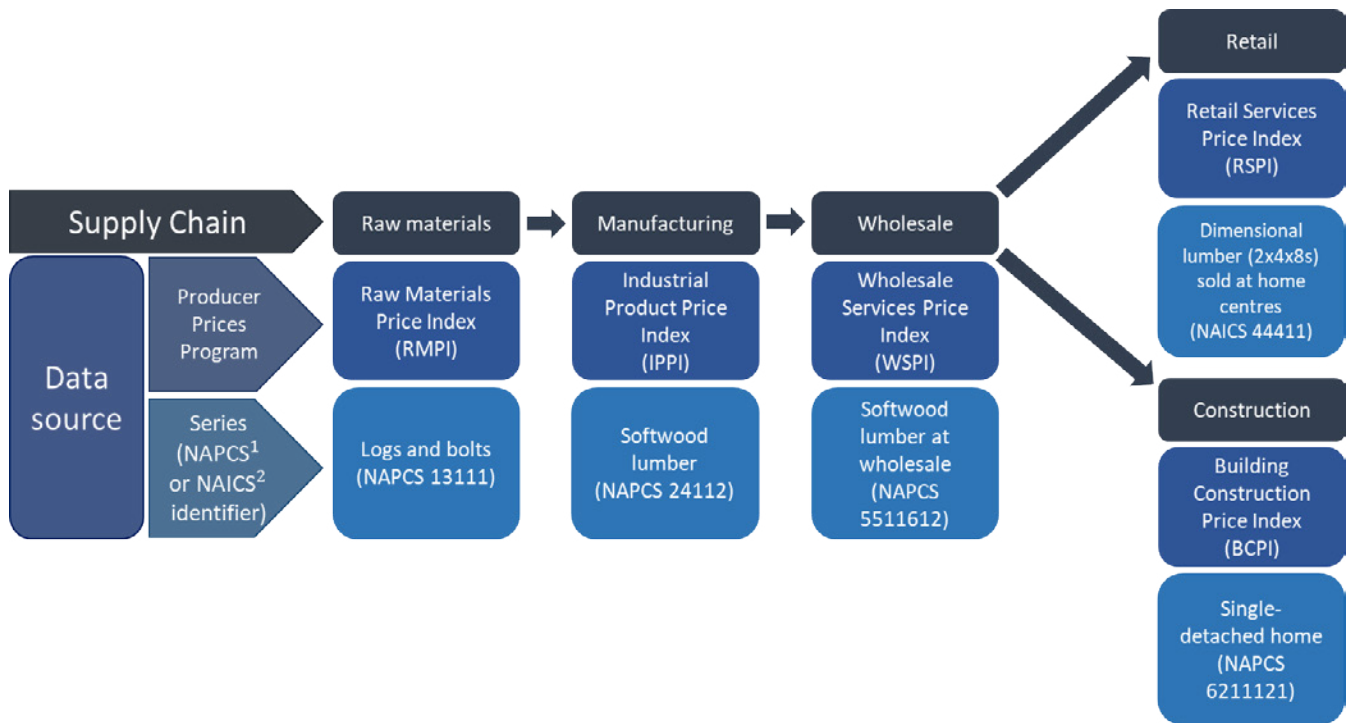 Supply Chain
Data
source
Producer
Prices
Program
Series
(NAPCS¹
or NAICS²
identifier)
Raw materials
Raw Materials
Price Index
(RMPI)
Logs and bolts
(NAPCS 13111)
Manufacturing
Industrial
Product Price
Index
(IPPI)
Softwood
lumber
(NAPCS 24112)
Wholesale
Wholesale
Services Price
Index
(WSPI)
Softwood
lumber at
wholesale
(NAPCS
5511612)
Retail
Retail Services
Price Index
(RSPI)
Dimensional
lumber (2x4x8s)
sold at home
centres
(NAICS 44411)
Construction
Building
Construction
Price Index
(BCPI)
Single-
detached home
(NAPCS
6211121)